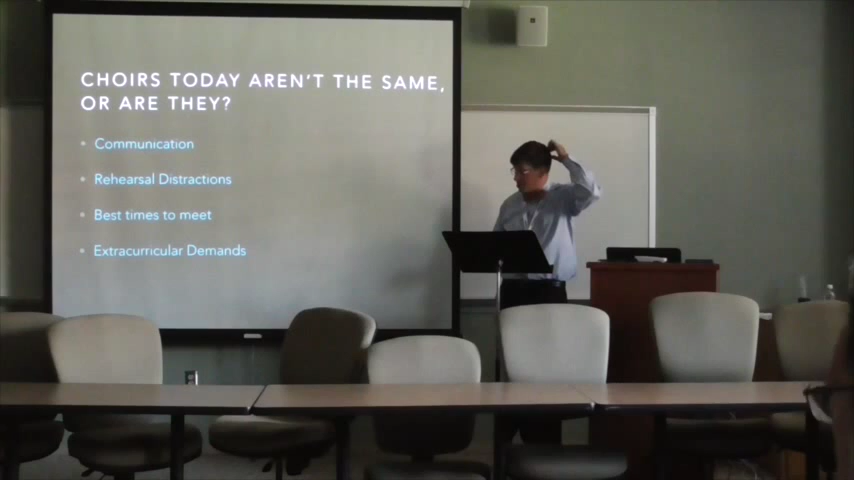 CHOIRS TODAY AREN'T THE SAME,
OR ARE THEY?
• Communication
• Rehearsal Distractions
• Best times to meet
• Extracurricular Demands